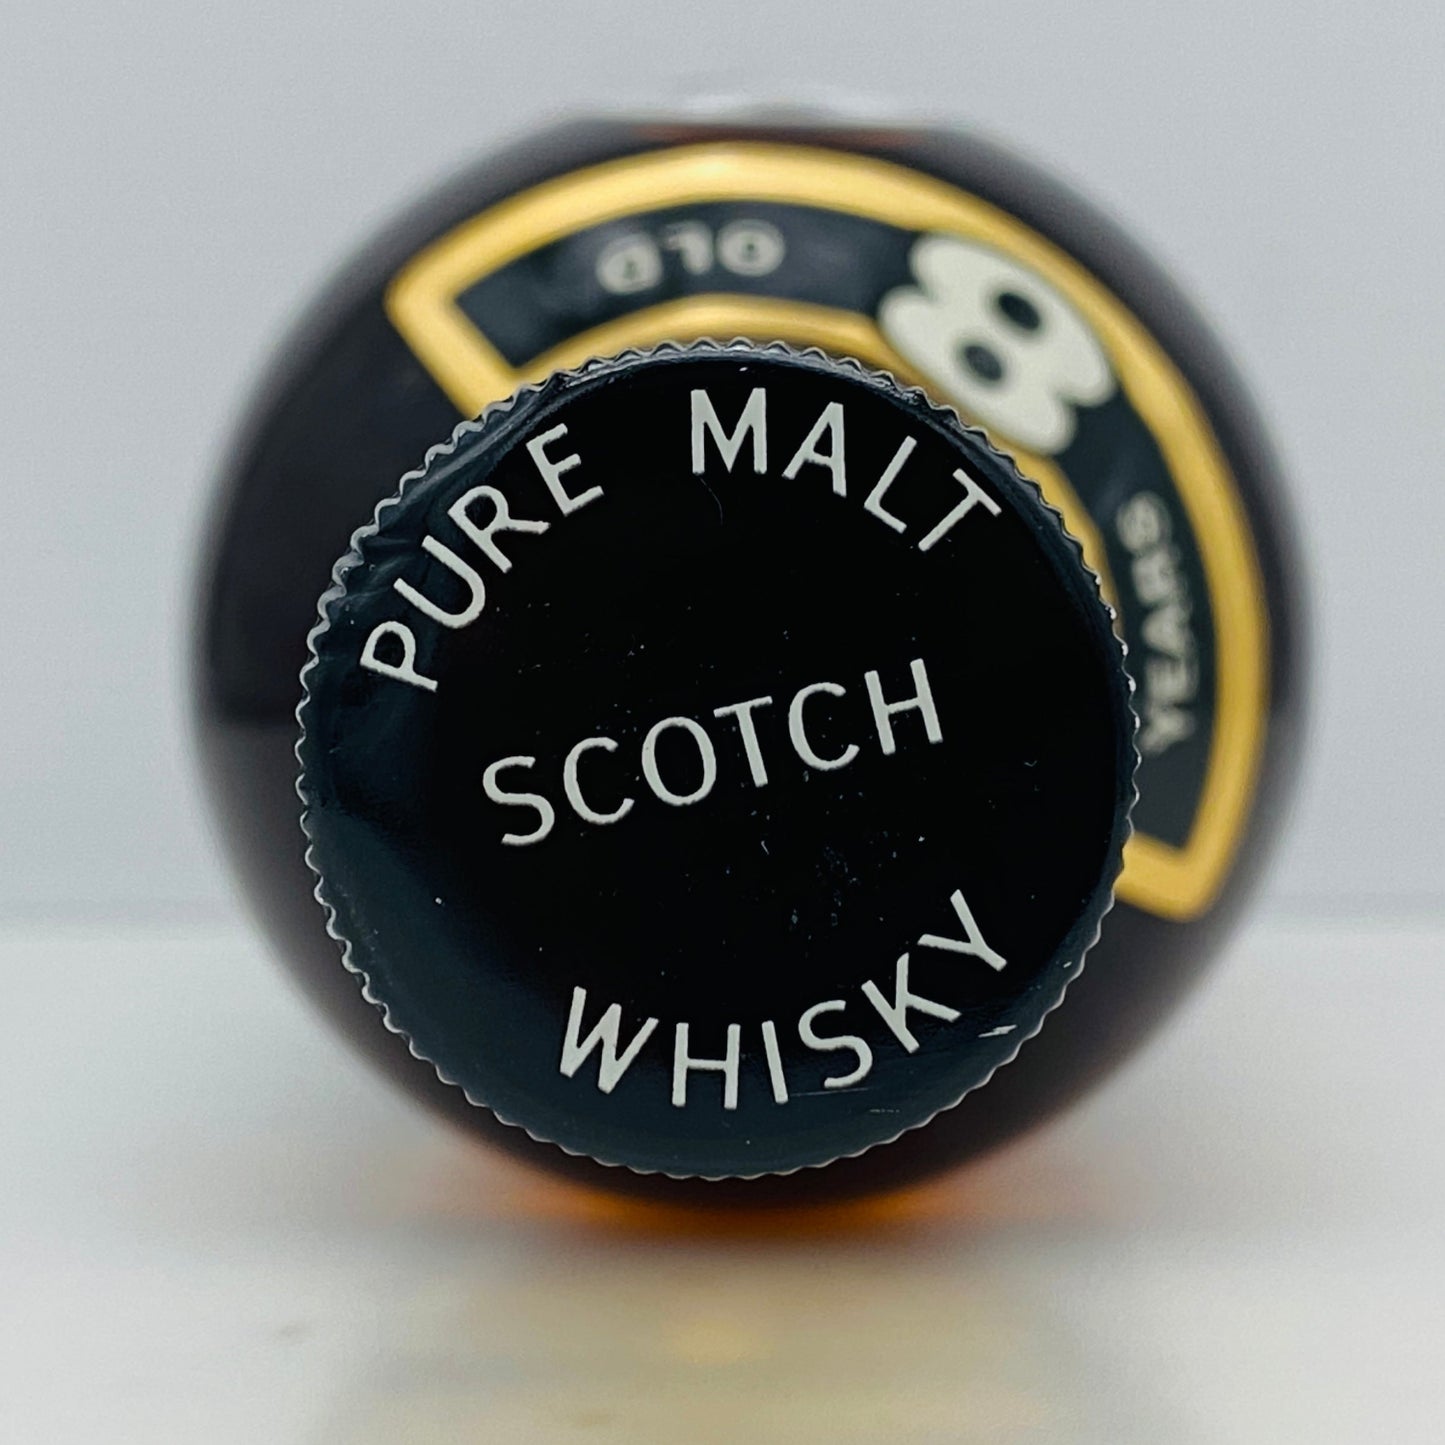 PURE MALT
SCOTCH
WHISKY
8
YEARS
OLD